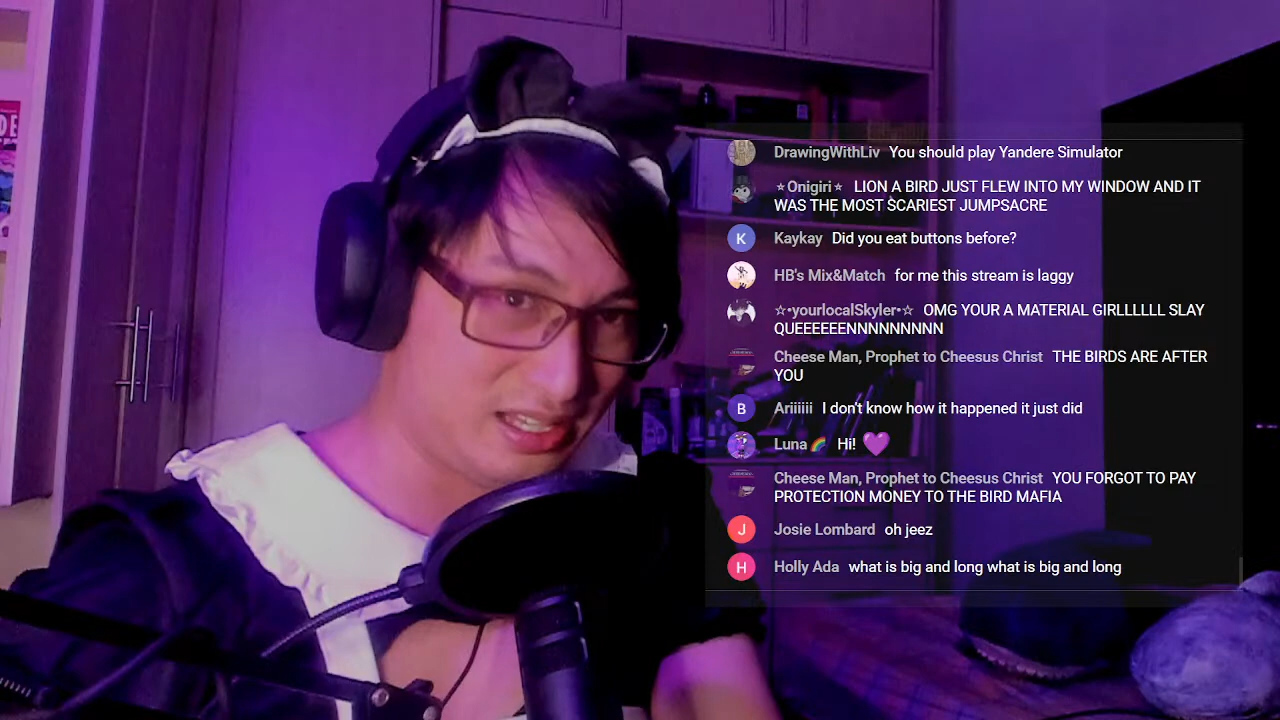 DE
DrawingWithLiv You should play Yandere Simulator
⭐Onigiri⭐ LION A BIRD JUST FLEW INTO MY WINDOW AND IT
WAS THE MOST SCARIEST JUMPSACRE
K Kaykay Did you eat buttons before?
HB's Mix&Match for me this stream is laggy
☆•yourlocalSkyler•☆ OMG YOUR A MATERIAL GIRLLLLLL SLAY
QUEEEEEENNNNNNNNN
Cheese Man, Prophet to Cheesus Christ THE BIRDS ARE AFTER
YOU
B Ariiiiii I don't know how it happened it just did
Luna🌈 Hi! 💜
Cheese Man, Prophet to Cheesus Christ YOU FORGOT TO PAY
PROTECTION MONEY TO THE BIRD MAFIA
J Josie Lombard oh jeez
H Holly Ada what is big and long what is big and long